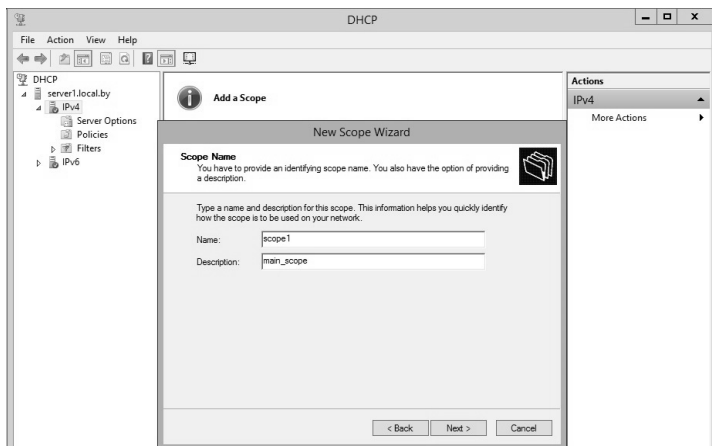 DHCP
File Action View Help
DHCP
server1.local.by
IPv4
Server Options
Policies
Filters
IPv6
Add a Scope
Actions
IPv4
More Actions
New Scope Wizard
Scope Name
You have to provide an identifying scope name. You also have the option of providing
a description.
Type a name and description for this scope. This information helps you quickly identify
how the scope is to be used on your network.
Name: scope1
Description: main_scope
< Back Next > Cancel